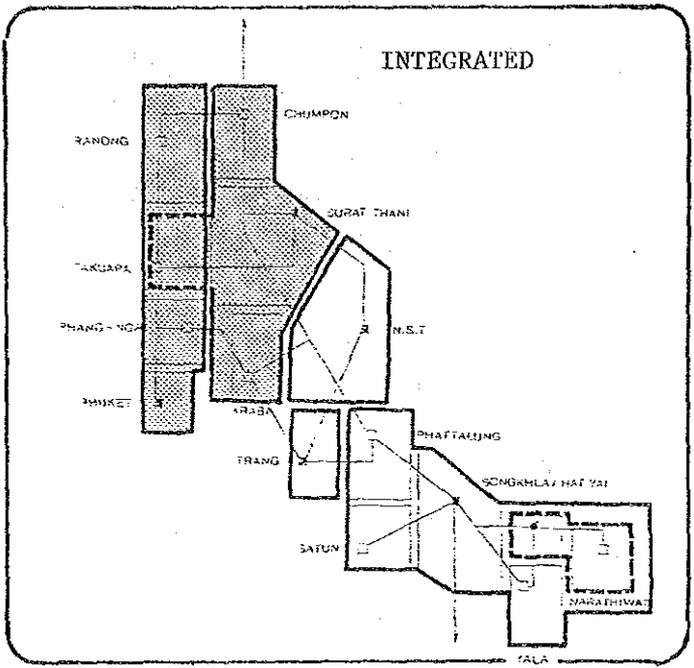 INTEGRATED
CHUMPON
RANONG
SURAT THANI
TAKUAPA
PHANG-NGA
N.S.T
PHUKET
KRABI
PHATTALUNG
TRANG
SONGKHLA/HAT YAI
SATUN
NARATHIWAT
YALA